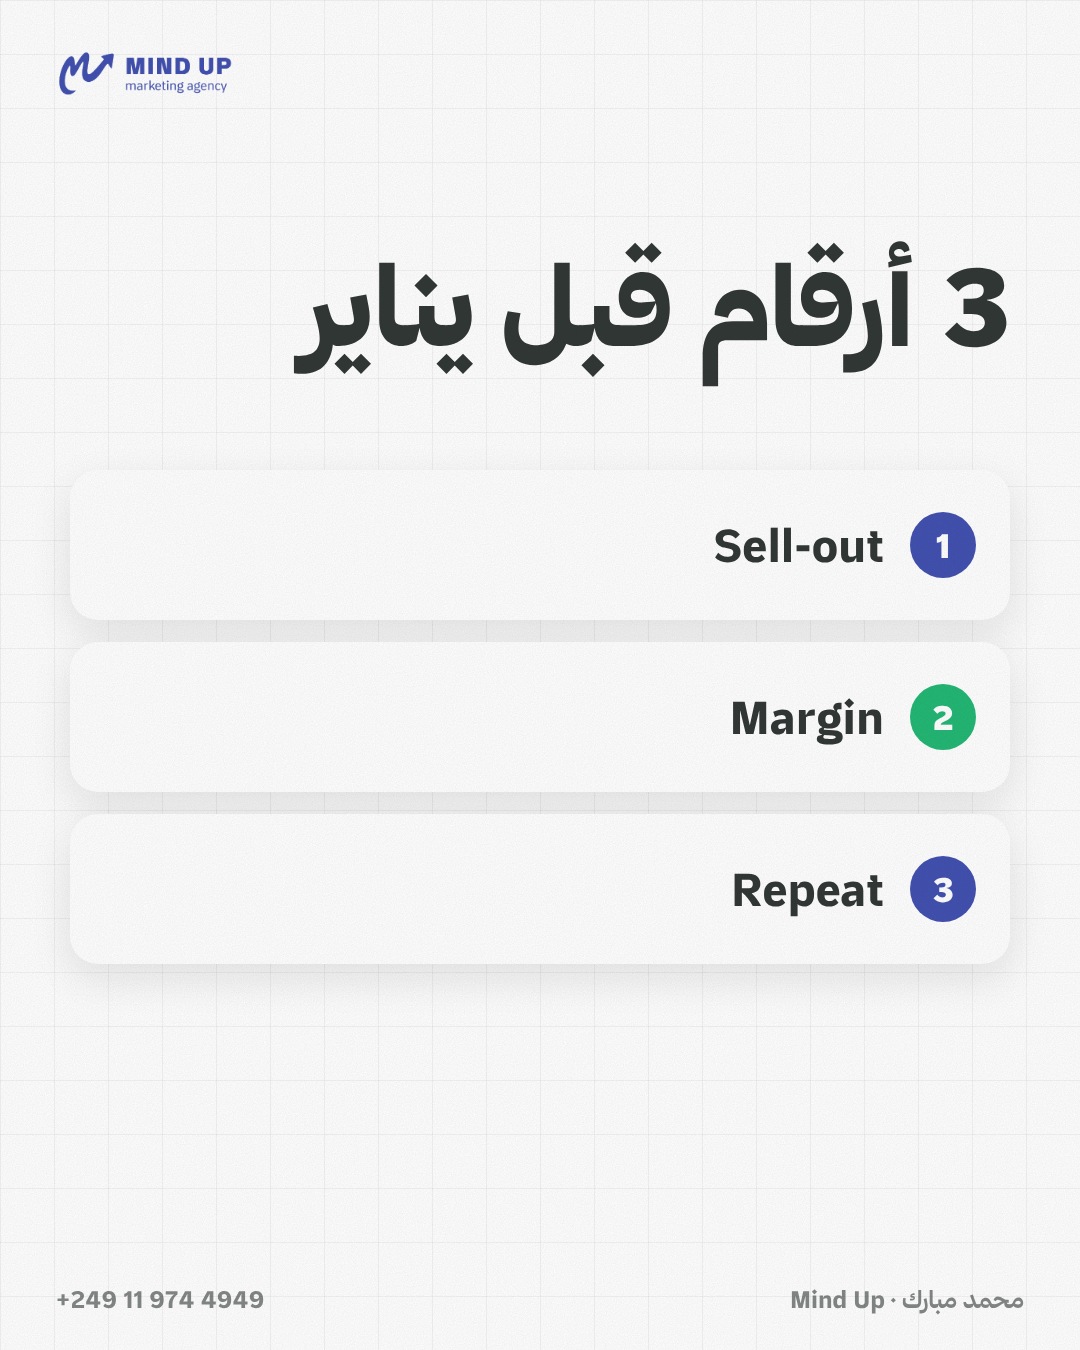 MIND UP
marketing agency
3 أرقام قبل يناير
1 Sell-out
2 Margin
3 Repeat
محمد مبارك · Mind Up
+249 11 974 4949